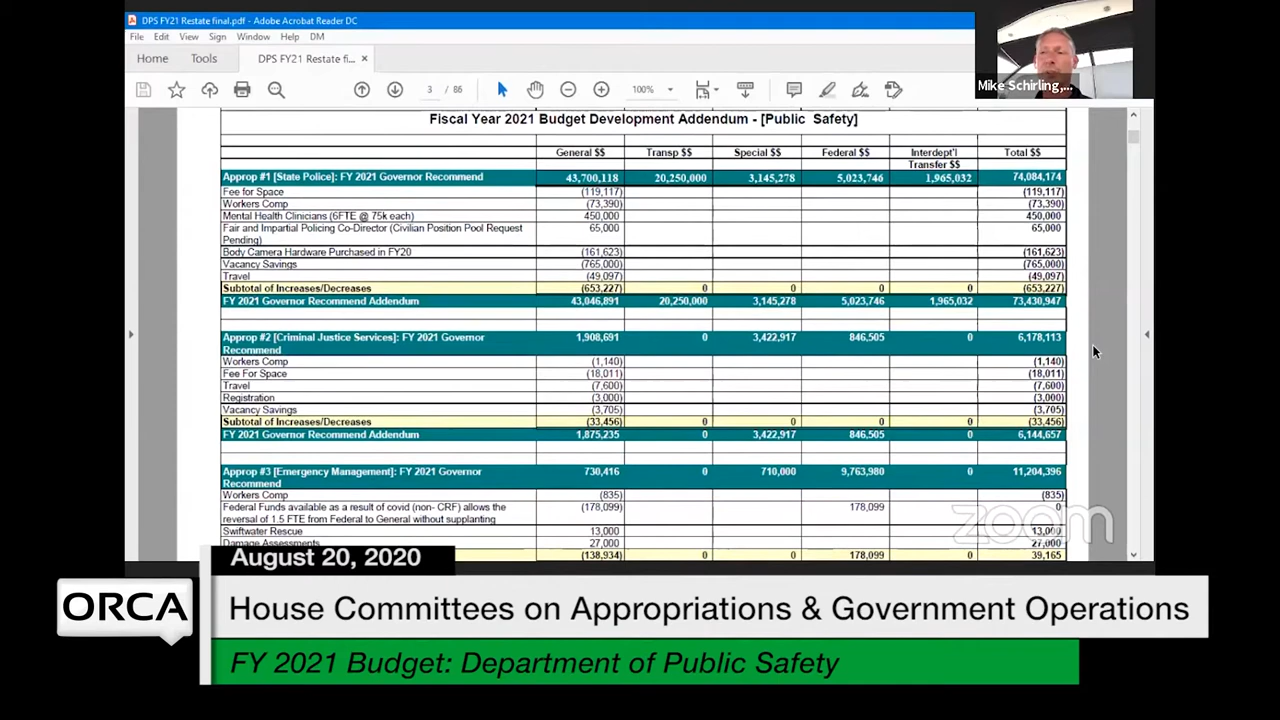 DPS FY21 Restate final.pdf - Adobe Acrobat Reader DC
File Edit View Sign Window Help DM
Home Tools DPS FY21 Restate fi... ×
3 / 86 100%
Mike Schirling,...
Fiscal Year 2021 Budget Development Addendum - [Public Safety]
General $$ Transp $$ Special $$ Federal $$ Interdept'l Transfer $$ Total $$
Approp #1 [State Police]: FY 2021 Governor Recommend 43,700,118 20,250,000 3,145,278 5,023,746 1,965,032 74,084,174
Fee for Space (119,117) (119,117)
Workers Comp (73,390) (73,390)
Mental Health Clinicians (6FTE @ 75k each) 450,000 450,000
Fair and Impartial Policing Co-Director (Civilian Position Pool Request 65,000 65,000
Pending)
Body Camera Hardware Purchased in FY20 (161,623) (161,623)
Vacancy Savings (765,000) (765,000)
Travel (49,097) (49,097)
Subtotal of Increases/Decreases (653,227) 0 0 0 0 (653,227)
FY 2021 Governor Recommend Addendum 43,046,891 20,250,000 3,145,278 5,023,746 1,965,032 73,430,947
Approp #2 [Criminal Justice Services]: FY 2021 Governor 1,908,691 0 3,422,917 846,505 0 6,178,113
Recommend
Workers Comp (1,140) (1,140)
Fee For Space (18,011) (18,011)
Travel (7,600) (7,600)
Registration (3,000) (3,000)
Vacancy Savings (3,705) (3,705)
Subtotal of Increases/Decreases (33,456) 0 0 0 0 (33,456)
FY 2021 Governor Recommend Addendum 1,875,235 0 3,422,917 846,505 0 6,144,657
Approp #3 [Emergency Management]: FY 2021 Governor 730,416 0 710,000 9,763,980 0 11,204,396
Recommend
Workers Comp (835) (835)
Federal Funds available as a result of covid (non- CRF) allows the (178,099) 178,099 0
reversal of 1.5 FTE from Federal to General without supplanting
Swiftwater Rescue 13,000 13,000
Damage Assessments 27,000 27,000
(138,934) 0 0 178,099 0 39,165
zoom
August 20, 2020
ORCA
House Committees on Appropriations & Government Operations
FY 2021 Budget: Department of Public Safety